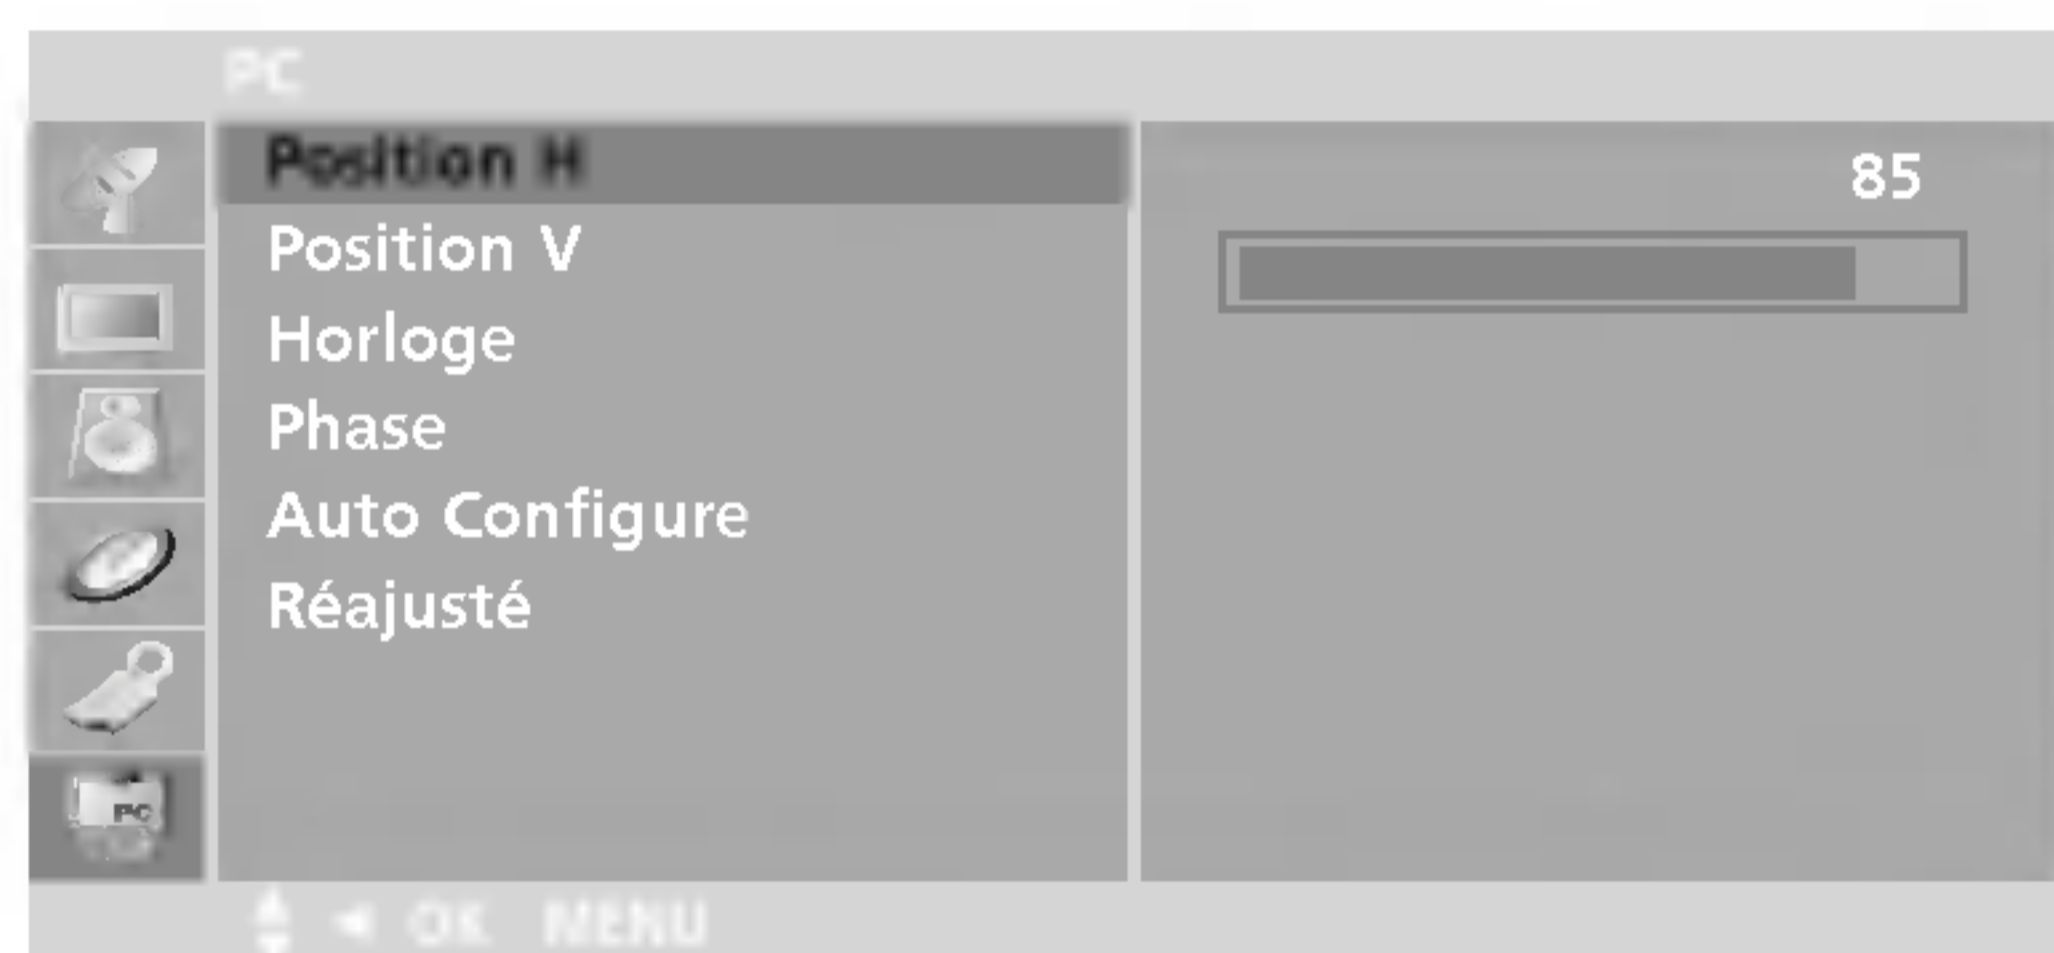 PC
Position H
85
Position V
Horloge
Phase
Auto Configure
Réajusté
PC
OK MENU